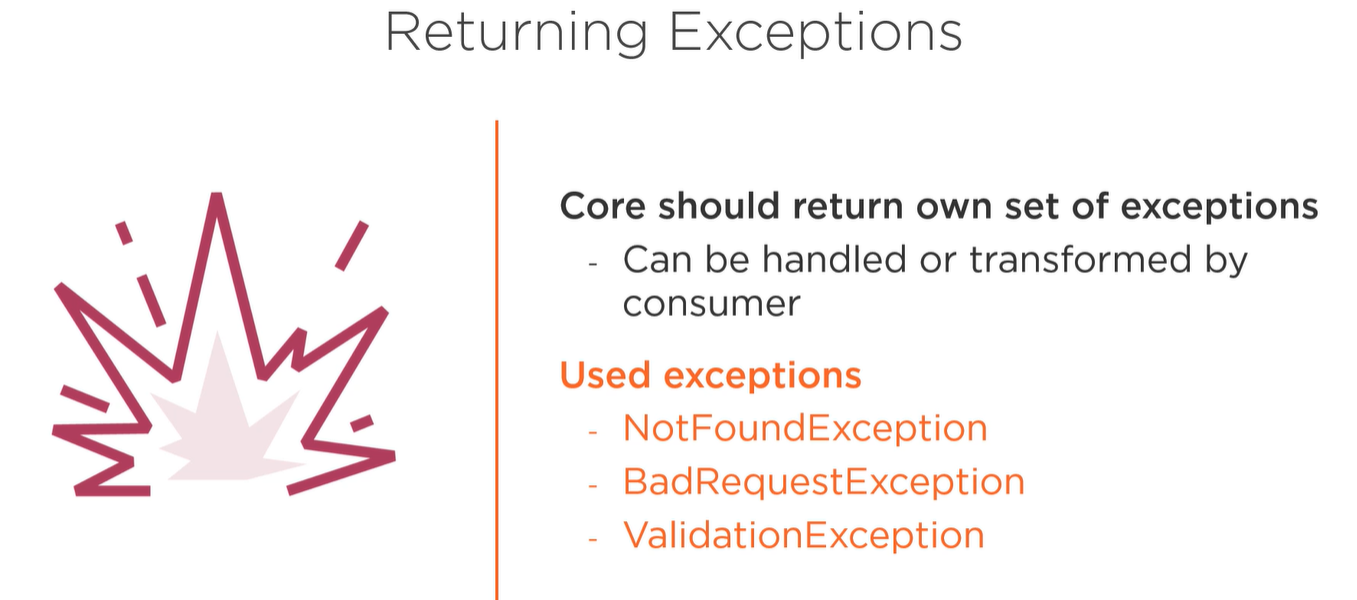 Returning Exceptions
Core should return own set of exceptions
- Can be handled or transformed by
consumer
Used exceptions
- NotFoundException
- BadRequestException
- ValidationException